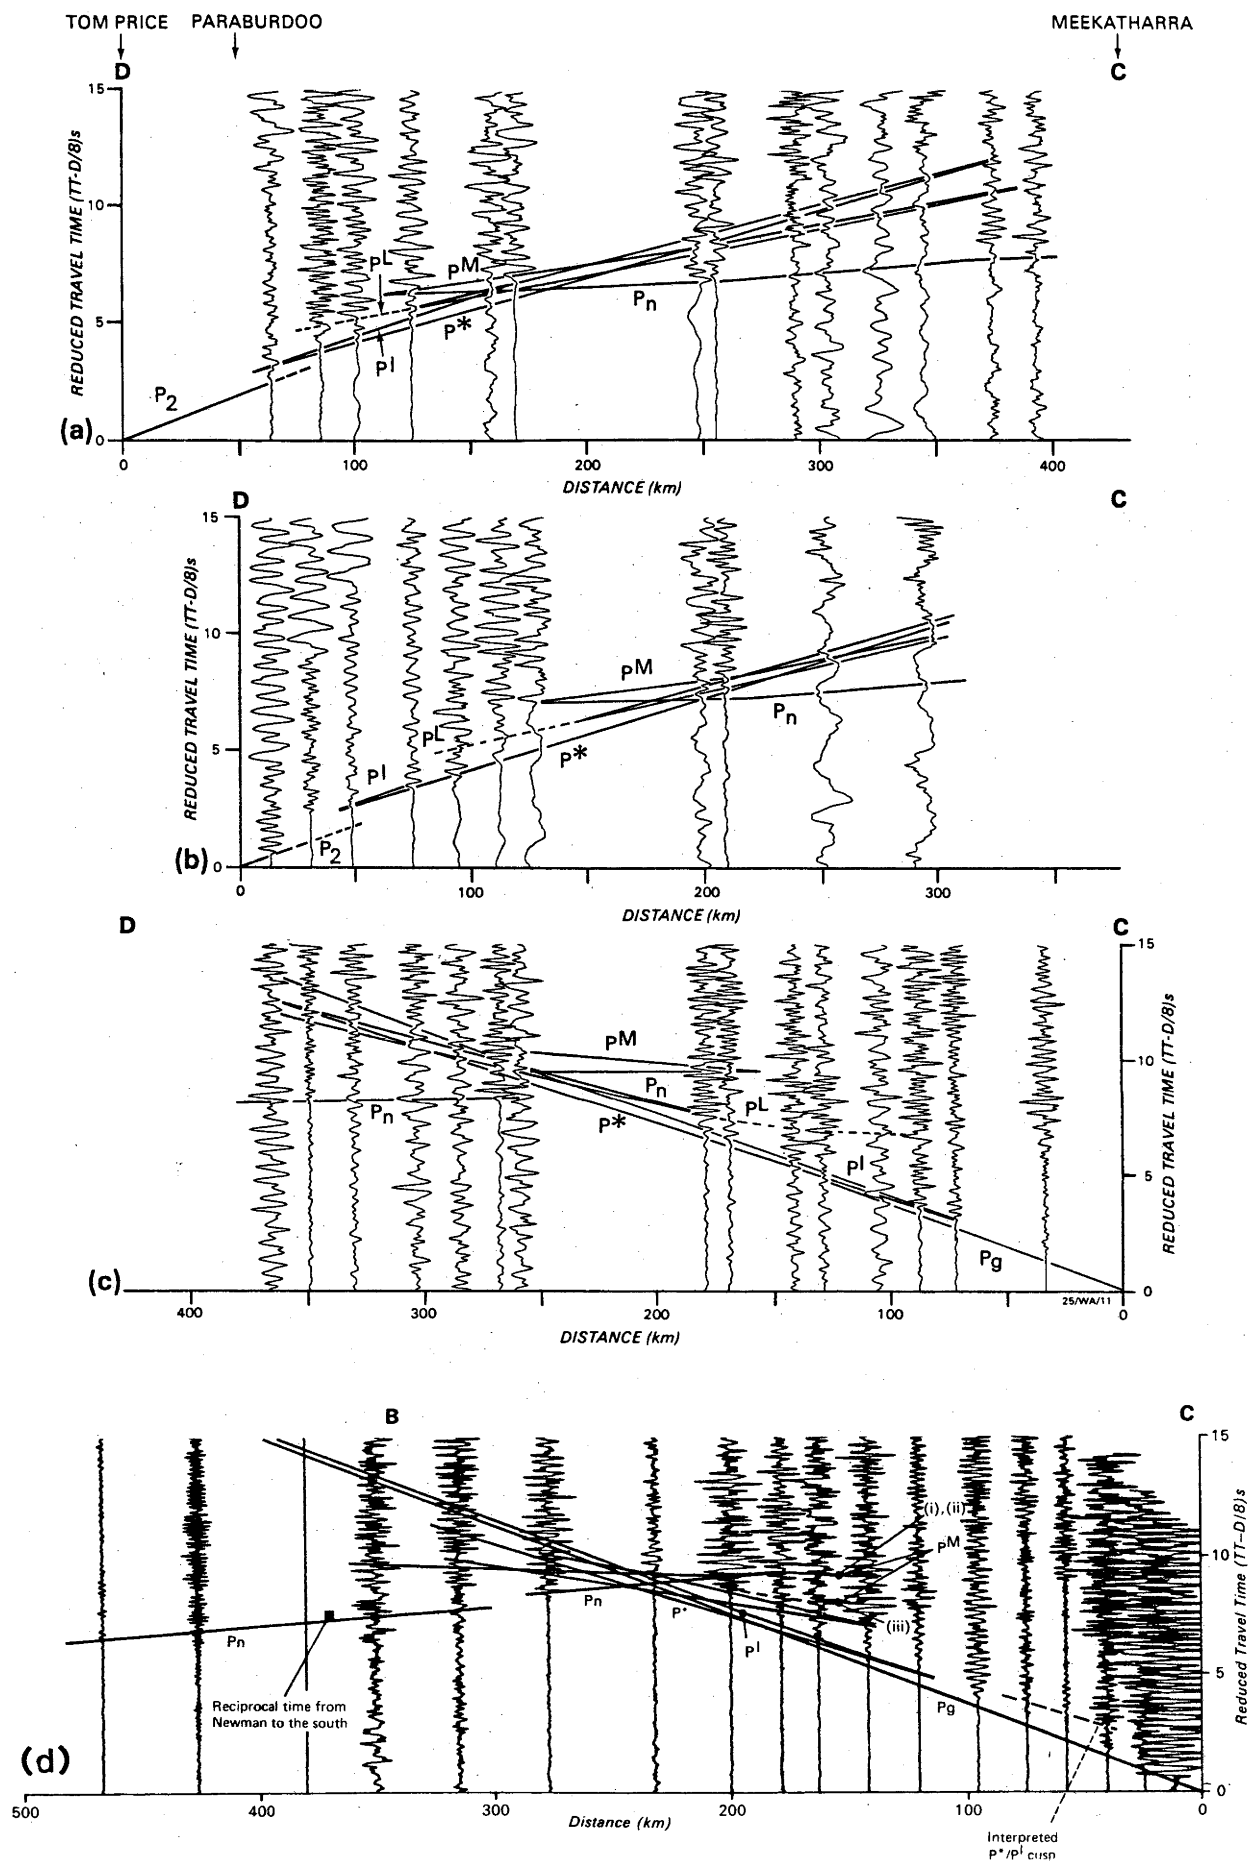 TOM PRICE PARABURDOO MEEKATHARRA
D C
15
10
5
0
REDUCED TRAVEL TIME (TT-D/8)s
PL
PM
P*
PI
Pn
P2
(a)
0 100 200 300 400
DISTANCE (km)
D C
15
10
5
0
REDUCED TRAVEL TIME (TT-D/8)s
PM
Pn
PL
P*
PI
P2
(b)
0 100 200 300
DISTANCE (km)
D C
15
10
5
0
REDUCED TRAVEL TIME (TT-D/8)s
PM
Pn
PL
Pn
P*
PI
Pg
(c)
25/WA/11
400 300 200 100 0
DISTANCE (km)
B C
15
10
5
0
Reduced Travel Time (TT-D/8)s
(i),(ii)
PM
Pn
P*
(iii)
PI
Pn
Pg
Reciprocal time from
Newman to the south
(d)
500 400 300 200 100 0
Distance (km)
Interpreted
P*/PI cusp